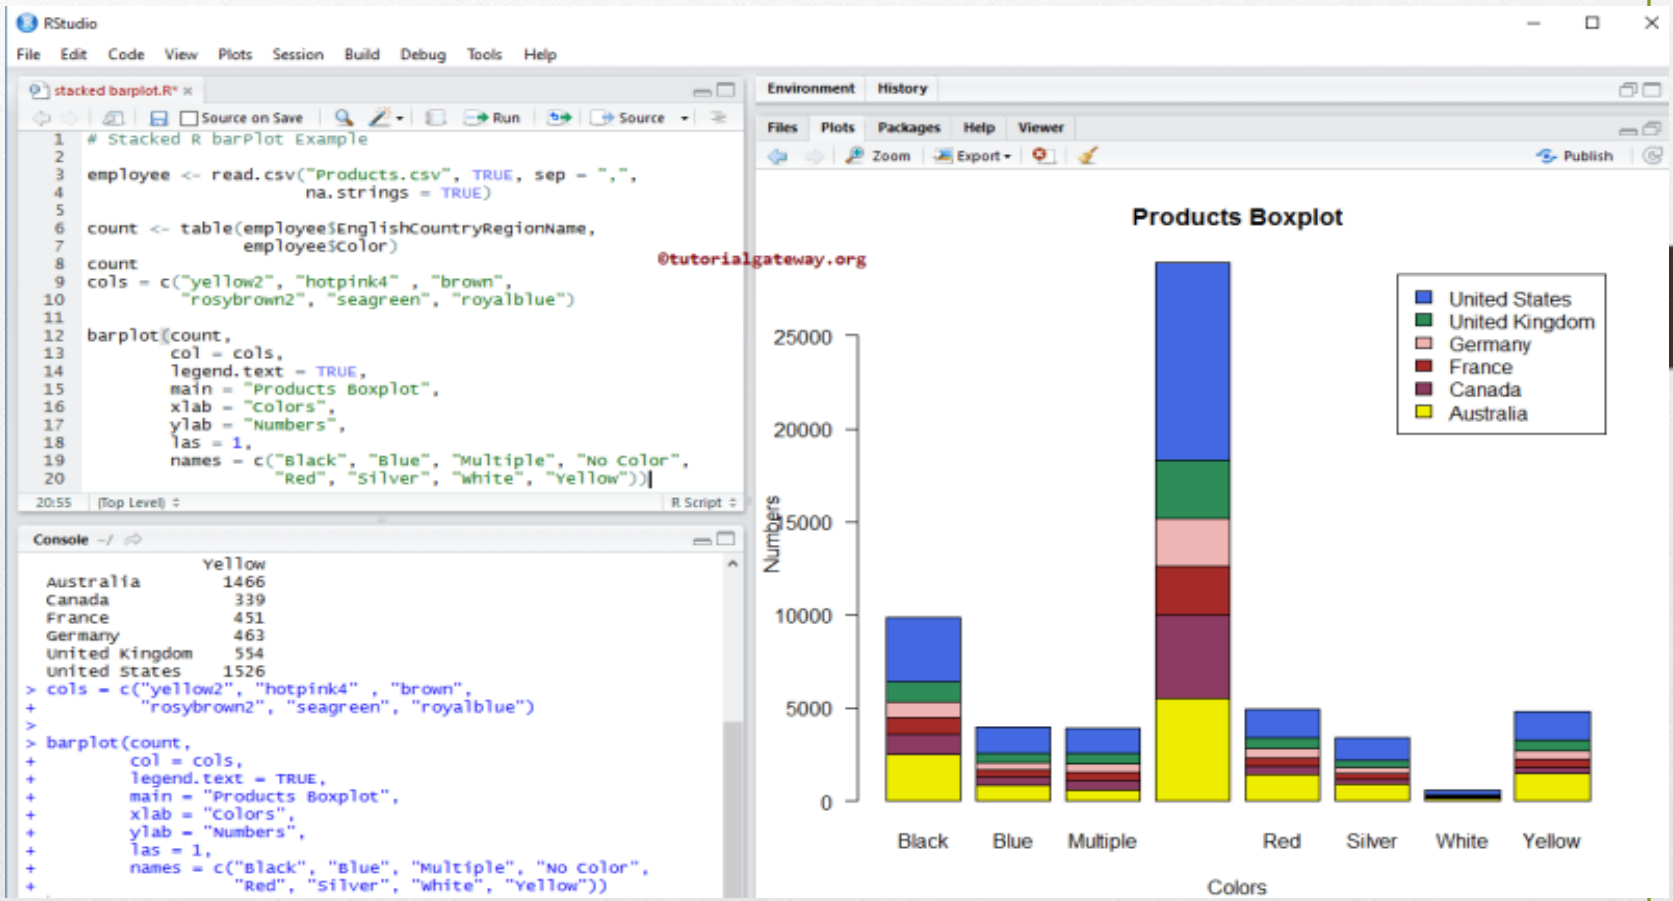 RStudio
File Edit Code View Plots Session Build Debug Tools Help
stacked barplot.R* ×
Source on Save Run Source
1 # Stacked R barPlot Example
2
3 employee <- read.csv("Products.csv", TRUE, sep = ",",
4 na.strings = TRUE)
5
6 count <- table(employee$EnglishCountryRegionName,
7 employee$Color)
8 count
9 cols = c("yellow2", "hotpink4" , "brown",
10 "rosybrown2", "seagreen", "royalblue")
11
12 barplot(count,
13 col = cols,
14 legend.text = TRUE,
15 main = "Products Boxplot",
16 xlab = "Colors",
17 ylab = "Numbers",
18 las = 1,
19 names = c("Black", "Blue", "Multiple", "No Color",
20 "Red", "Silver", "White", "Yellow"))
20:55 (Top Level) R Script
Console ~/
Yellow
Australia 1466
Canada 339
France 451
Germany 463
United Kingdom 554
United States 1526
> cols = c("yellow2", "hotpink4" , "brown",
+ "rosybrown2", "seagreen", "royalblue")
>
> barplot(count,
+ col = cols,
+ legend.text = TRUE,
+ main = "Products Boxplot",
+ xlab = "Colors",
+ ylab = "Numbers",
+ las = 1,
+ names = c("Black", "Blue", "Multiple", "No Color",
+ "Red", "Silver", "White", "Yellow"))
Environment History
Files Plots Packages Help Viewer
Zoom Export Publish
©tutorialgateway.org
Products Boxplot
United States
United Kingdom
Germany
France
Canada
Australia
25000
20000
15000
10000
5000
0
Numbers
Black Blue Multiple Red Silver White Yellow
Colors